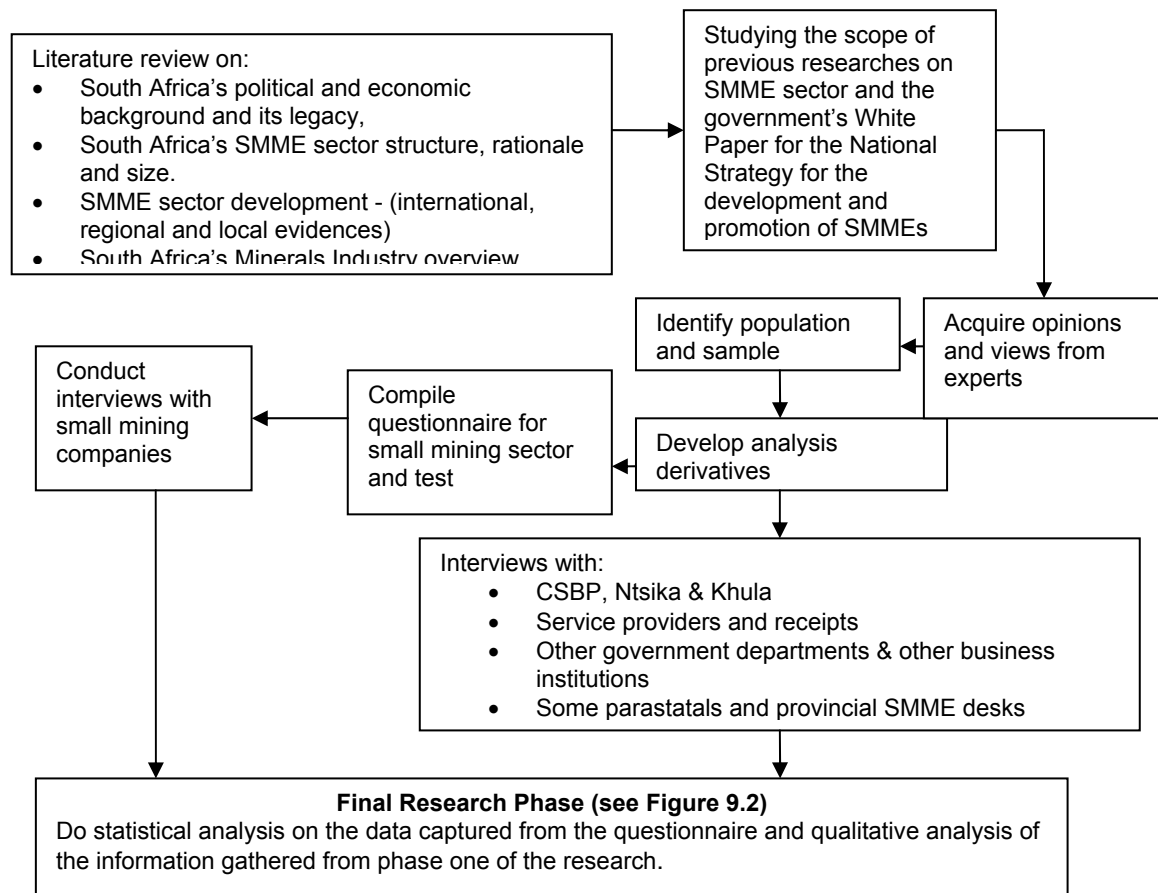 Literature review on:
• South Africa's political and economic
background and its legacy,
• South Africa's SMME sector structure, rationale
and size.
• SMME sector development - (international,
regional and local evidences)
• South Africa's Minerals Industry overview
Studying the scope of
previous researches on
SMME sector and the
government's White
Paper for the National
Strategy for the
development and
promotion of SMMEs
Acquire opinions
and views from
experts
Identify population
and sample
Develop analysis
derivatives
Compile
questionnaire for
small mining sector
and test
Conduct
interviews with
small mining
companies
Interviews with:
• CSBP, Ntsika & Khula
• Service providers and receipts
• Other government departments & other business
institutions
• Some parastatals and provincial SMME desks
Final Research Phase (see Figure 9.2)
Do statistical analysis on the data captured from the questionnaire and qualitative analysis of
the information gathered from phase one of the research.